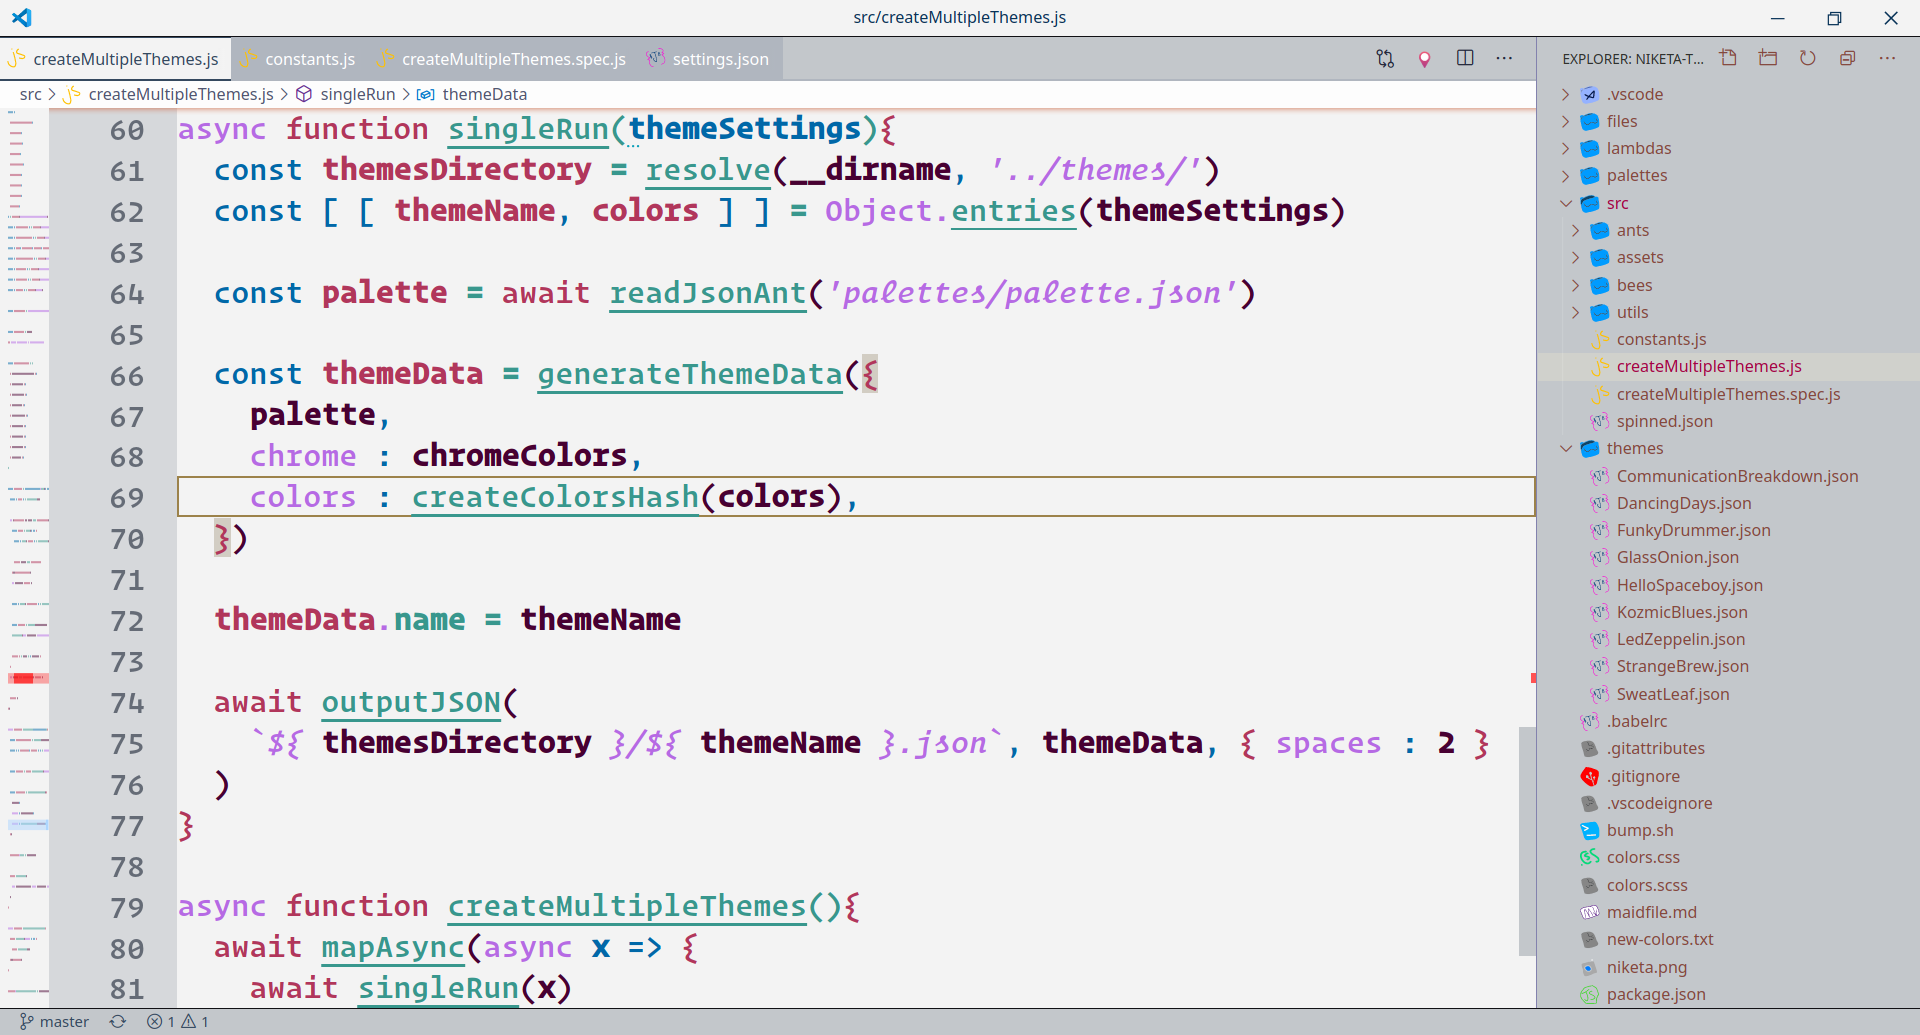 src/createMultipleThemes.js
createMultipleThemes.js constants.js createMultipleThemes.spec.js settings.json
src > createMultipleThemes.js > singleRun > themeData
60 async function singleRun(themeSettings){
61   const themesDirectory = resolve(__dirname, '../themes/')
62   const [ [ themeName, colors ] ] = Object.entries(themeSettings)
63
64   const palette = await readJsonAnt('palettes/palette.json')
65
66   const themeData = generateThemeData({
67     palette,
68     chrome : chromeColors,
69     colors : createColorsHash(colors),
70   })
71
72   themeData.name = themeName
73
74   await outputJSON(
75     `${ themesDirectory }/${ themeName }.json`, themeData, { spaces : 2 }
76   )
77 }
78
79 async function createMultipleThemes(){
80   await mapAsync(async x => {
81     await singleRun(x)
EXPLORER: NIKETA-T...
.vscode
files
lambdas
palettes
src
ants
assets
bees
utils
constants.js
createMultipleThemes.js
createMultipleThemes.spec.js
spinned.json
themes
CommunicationBreakdown.json
DancingDays.json
FunkyDrummer.json
GlassOnion.json
HelloSpaceboy.json
KozmicBlues.json
LedZeppelin.json
StrangeBrew.json
SweatLeaf.json
.babelrc
.gitattributes
.gitignore
.vscodeignore
bump.sh
colors.css
colors.scss
maidfile.md
new-colors.txt
niketa.png
package.json
master 1 1